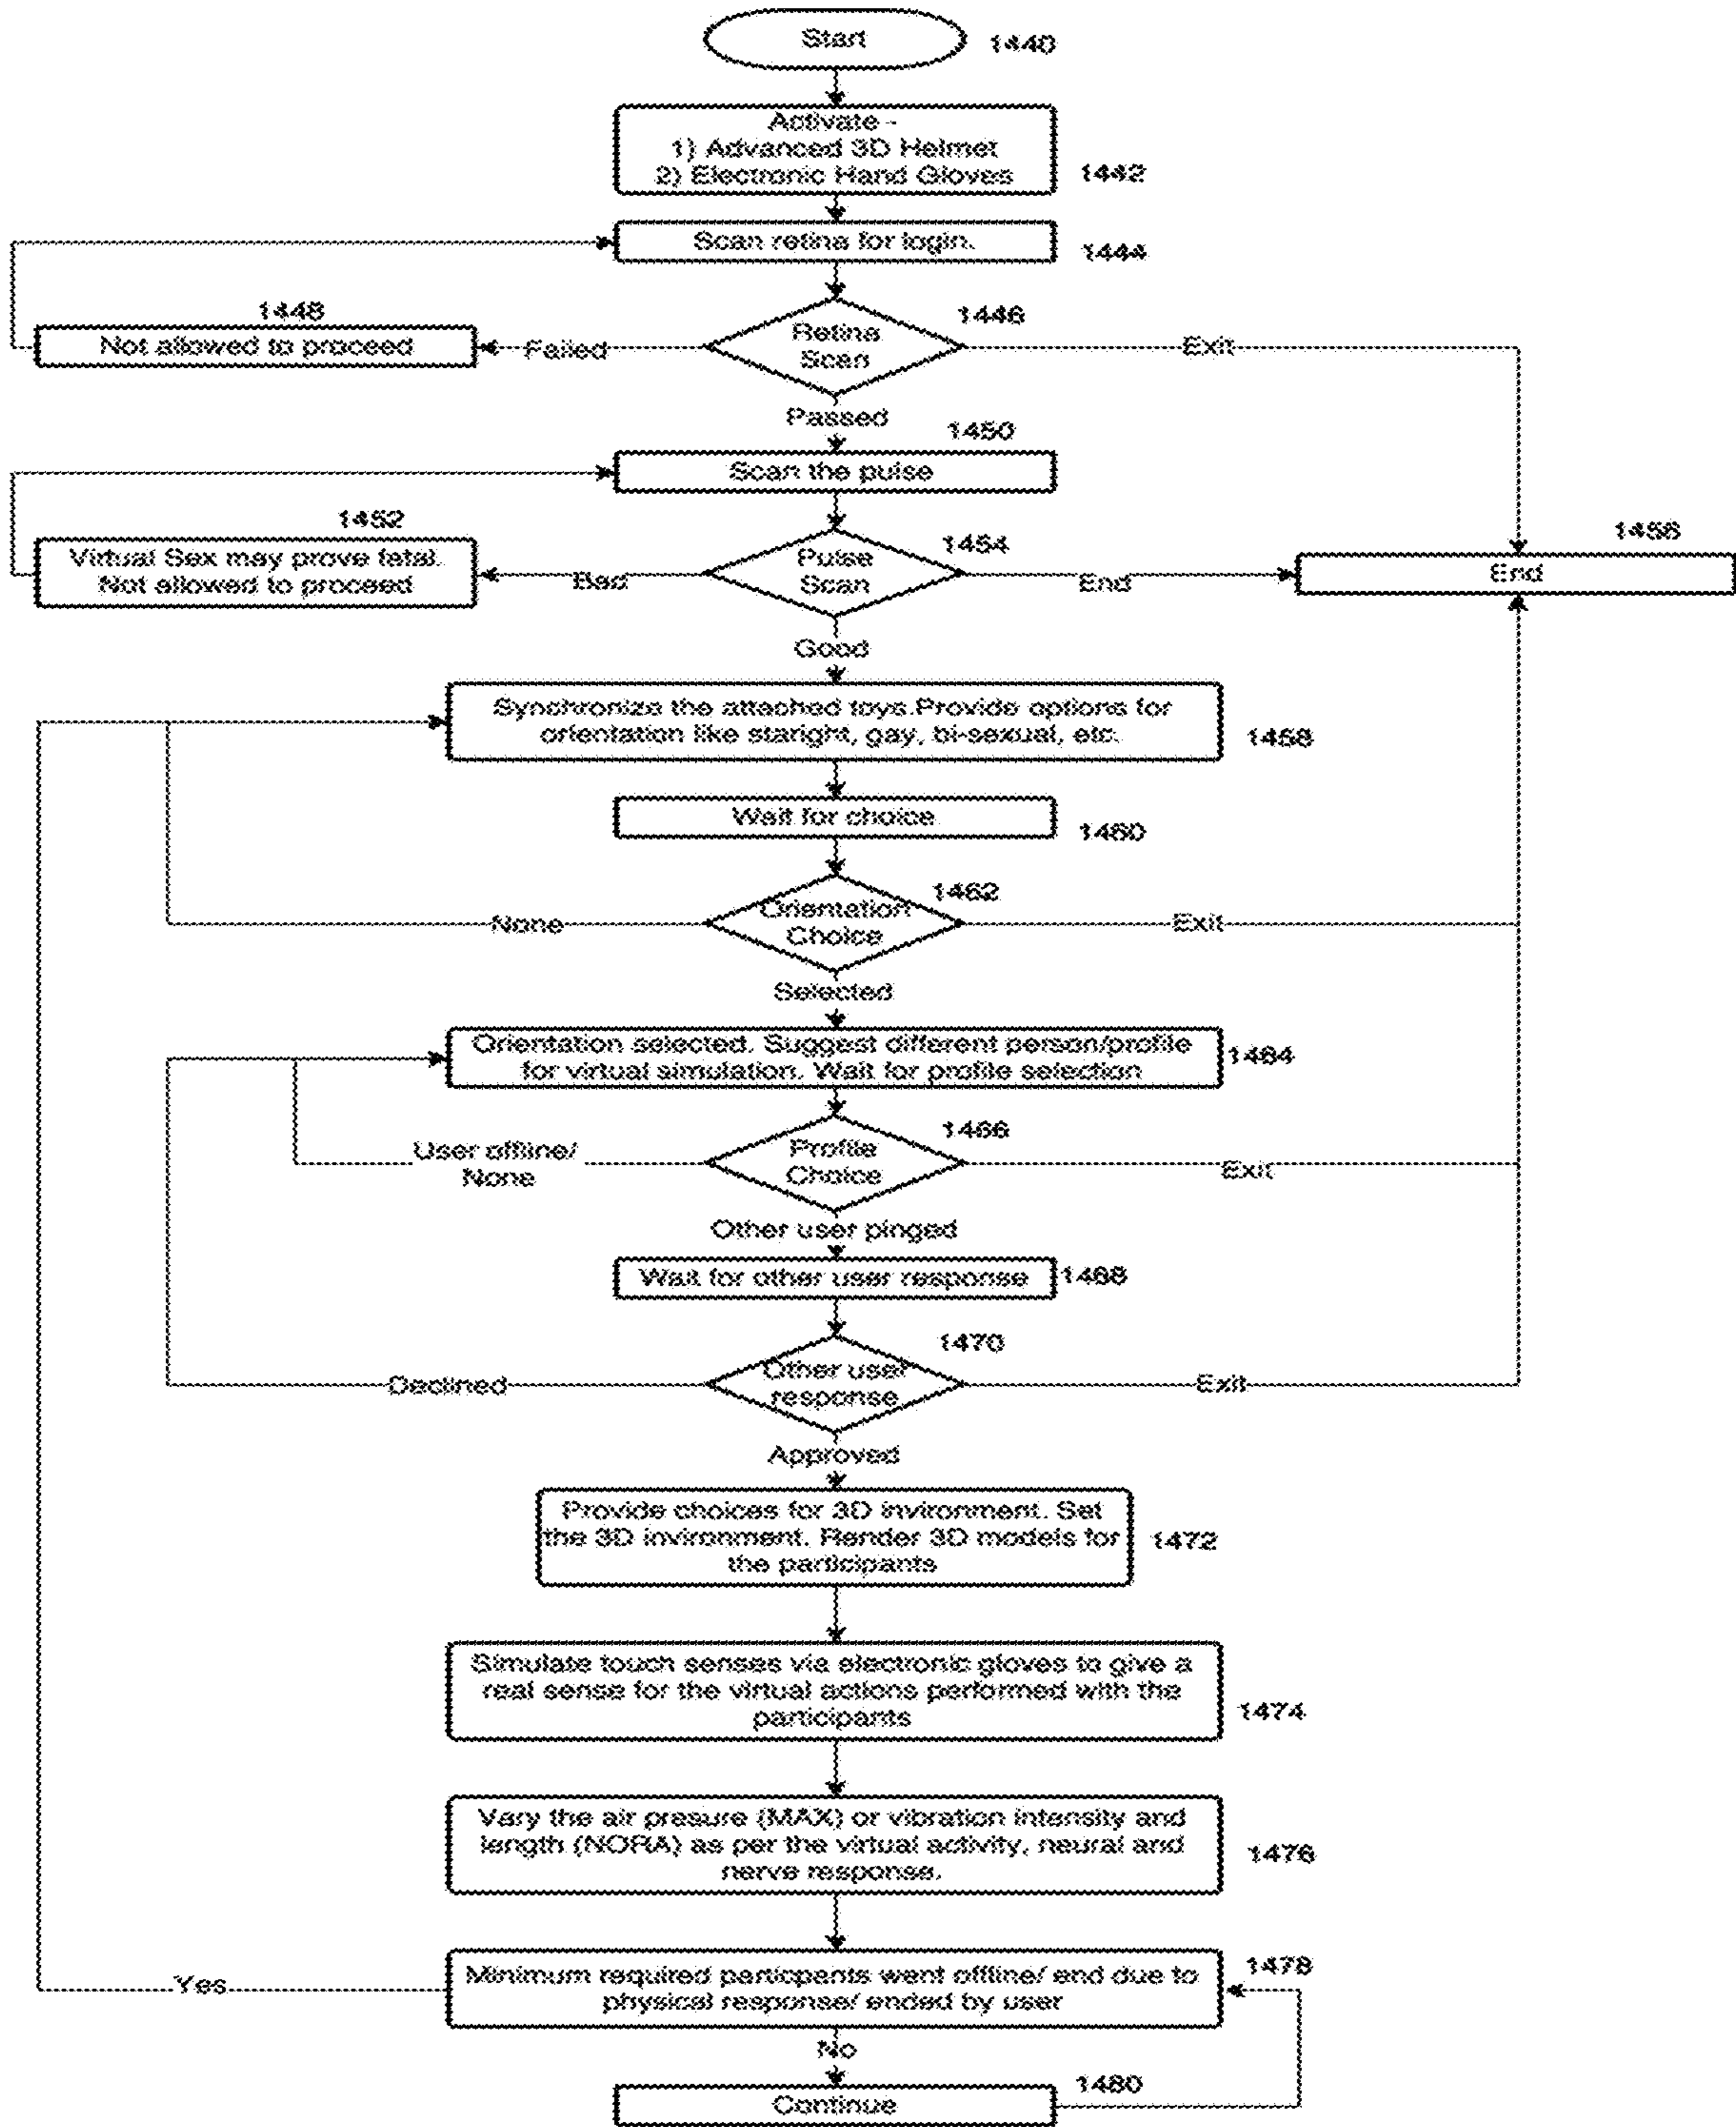 Start
1440
Activate -
1) Advanced 3D Helmet
2) Electronic Hand Gloves
1442
Scan retina for login.
1444
1448
Not allowed to proceed
Failed
Retina
Scan
1446
Exit
Passed
1450
Scan the pulse
1452
Virtual Sex may prove fatal.
Not allowed to proceed
Bad
Pulse
Scan
1454
End
1456
End
Good
Synchronize the attached toys.Provide options for
orientation like staright, gay, bi-sexual, etc.
1458
Wait for choice
1460
None
1462
Orientation
Choice
Exit
Selected
Orientation selected. Suggest different person/profile
for virtual simulation. Wait for profile selection
1464
User offline/
None
Profile
Choice
1466
Exit
Other user pinged
Wait for other user response
1468
Declined
Other user
response
1470
Exit
Approved
Provide choices for 3D invironment. Set
the 3D invironment. Render 3D models for
the participants
1472
Simulate touch senses via electronic gloves to give a
real sense for the virtual actions performed with the
participants
1474
Vary the air presure (MAX) or vibration intensity and
length (NORA) as per the virtual activity, neural and
nerve response.
1476
Yes
Minimum required particpants went offline/ end due to
physical response/ ended by user
1478
No
Continue
1480